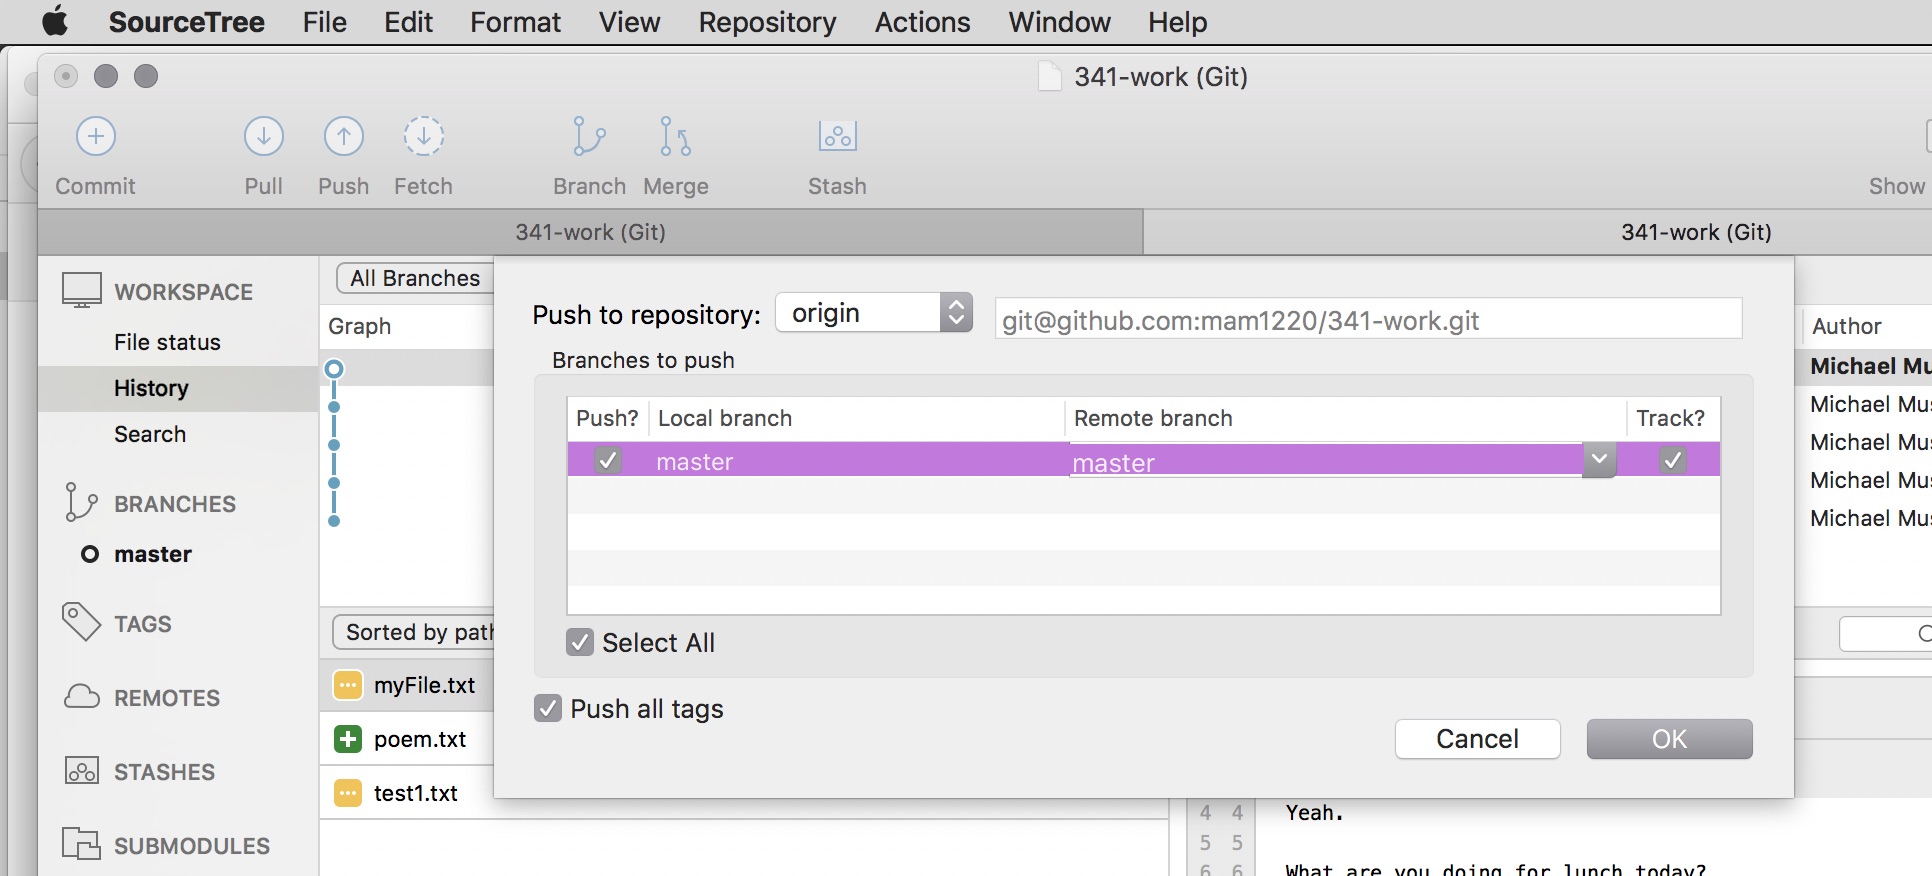 SourceTree File Edit Format View Repository Actions Window Help
341-work (Git)
Commit Pull Push Fetch Branch Merge Stash Show
341-work (Git) 341-work (Git)
WORKSPACE
File status
History
Search
BRANCHES
master
TAGS
REMOTES
STASHES
SUBMODULES
All Branches
Graph
Sorted by path
myFile.txt
poem.txt
test1.txt
Push to repository: origin git@github.com:mam1220/341-work.git
Branches to push
Push? Local branch Remote branch Track?
master master
Select All
Push all tags
Cancel OK
Author
Michael Mu
Michael Mus
Michael Mus
Michael Mus
Michael Mus
4 4 Yeah.
5 5
6 6 What are you doing for lunch today?